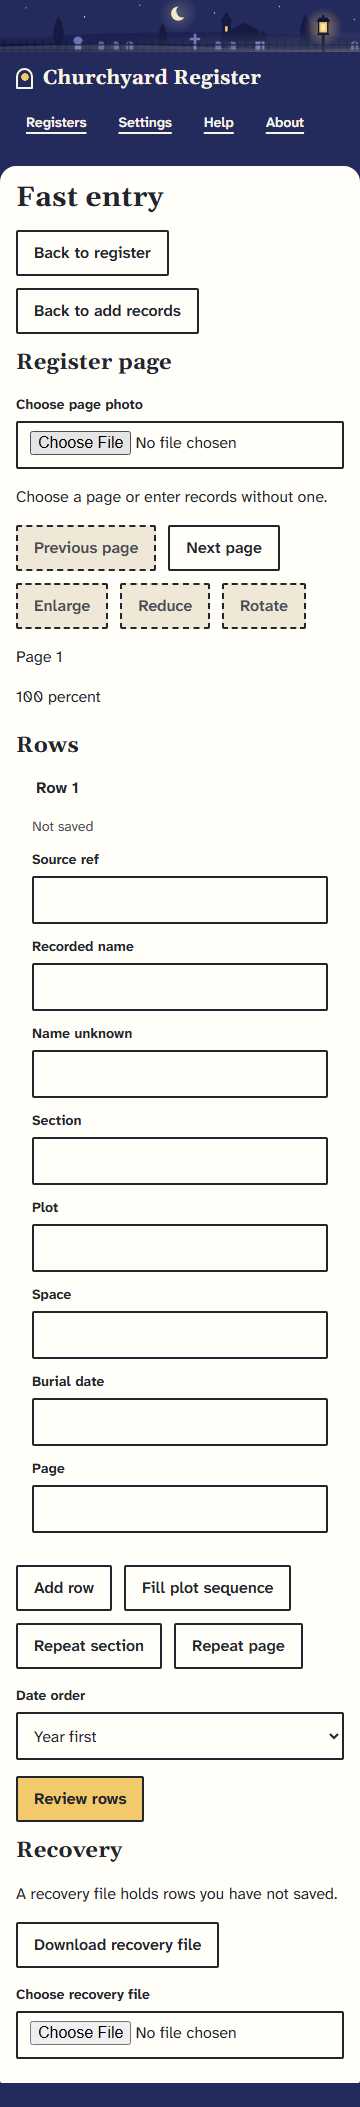 Churchyard Register
Registers Settings Help About
Fast entry
Back to register
Back to add records
Register page
Choose page photo
Choose File No file chosen
Choose a page or enter records without one.
Previous page Next page
Enlarge Reduce Rotate
Page 1
100 percent
Rows
Row 1
Not saved
Source ref
Recorded name
Name unknown
Section
Plot
Space
Burial date
Page
Add row Fill plot sequence
Repeat section Repeat page
Date order
Year first
Review rows
Recovery
A recovery file holds rows you have not saved.
Download recovery file
Choose recovery file
Choose File No file chosen